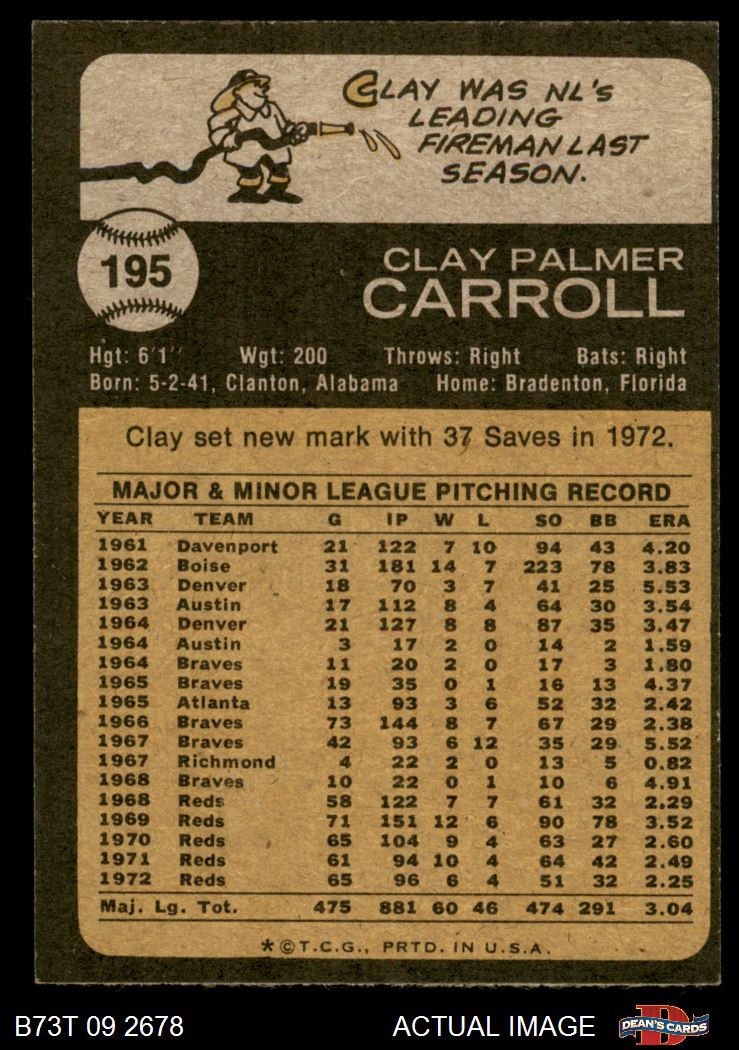 CLAY WAS NL'S
LEADING
FIREMAN LAST
SEASON.
195
CLAY PALMER
CARROLL
Hgt: 6'1" Wgt: 200 Throws: Right Bats: Right
Born: 5-2-41, Clanton, Alabama Home: Bradenton, Florida
Clay set new mark with 37 Saves in 1972.
MAJOR & MINOR LEAGUE PITCHING RECORD
YEAR TEAM G IP W L SO BB ERA
1961 Davenport 21 122 7 10 94 43 4.20
1962 Boise 31 181 14 7 223 78 3.83
1963 Denver 18 70 3 7 41 25 5.53
1963 Austin 17 112 8 4 64 30 3.54
1964 Denver 21 127 8 8 87 35 3.47
1964 Austin 3 17 2 0 14 2 1.59
1964 Braves 11 20 2 0 17 3 1.80
1965 Braves 19 35 0 1 16 13 4.37
1965 Atlanta 13 93 3 6 52 32 2.42
1966 Braves 73 144 8 7 67 29 2.38
1967 Braves 42 93 6 12 35 29 5.52
1967 Richmond 4 22 2 0 13 5 0.82
1968 Braves 10 22 0 1 10 6 4.91
1968 Reds 58 122 7 7 61 32 2.29
1969 Reds 71 151 12 6 90 78 3.52
1970 Reds 65 104 9 4 63 27 2.60
1971 Reds 61 94 10 4 64 42 2.49
1972 Reds 65 96 6 4 51 32 2.25
Maj. Lg. Tot. 475 881 60 46 474 291 3.04
*©T.C.G., PRTD. IN U.S.A.
B73T 09 2678 ACTUAL IMAGE D DEAN'S CARDS